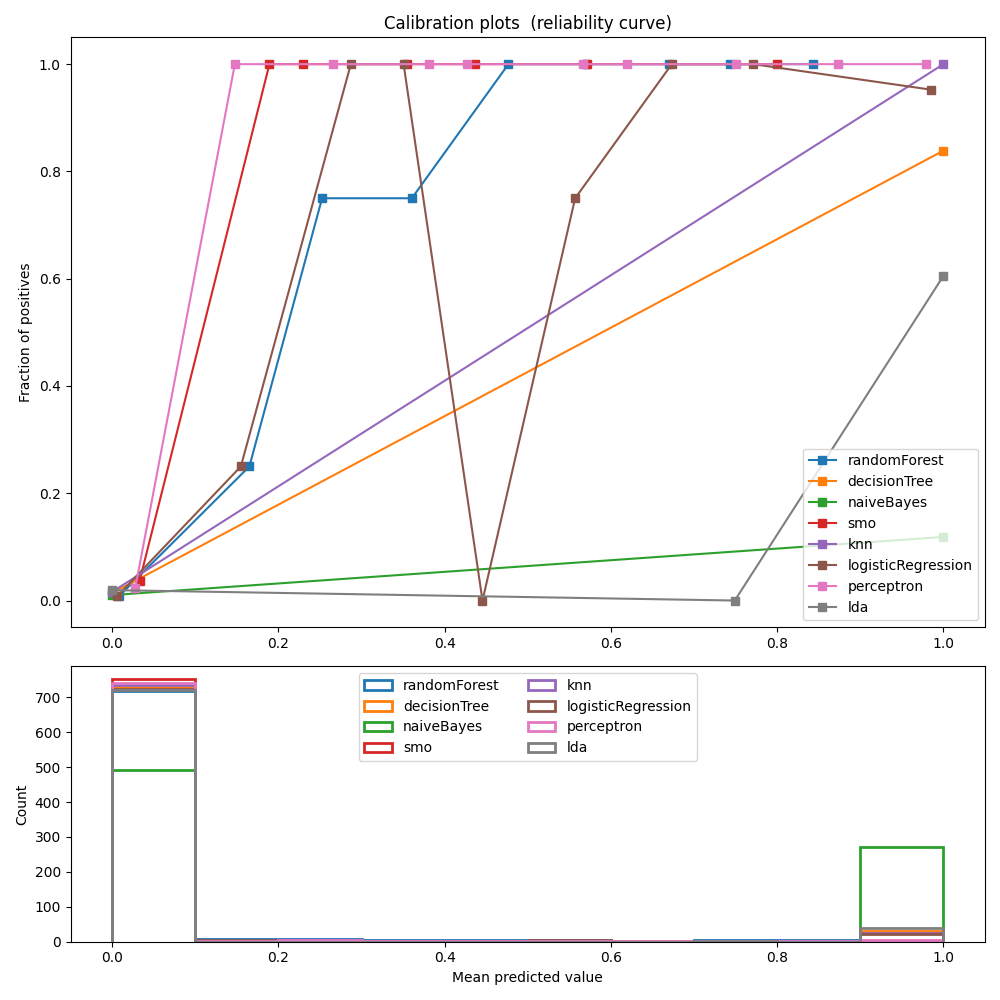 Calibration plots  (reliability curve)
1.0
0.8
0.6
0.4
0.2
0.0
Fraction of positives
randomForest
decisionTree
naiveBayes
smo
knn
logisticRegression
perceptron
lda
0.0 0.2 0.4 0.6 0.8 1.0
700
600
500
400
300
200
100
0
Count
randomForest knn
decisionTree logisticRegression
naiveBayes perceptron
smo lda
0.0 0.2 0.4 0.6 0.8 1.0
Mean predicted value